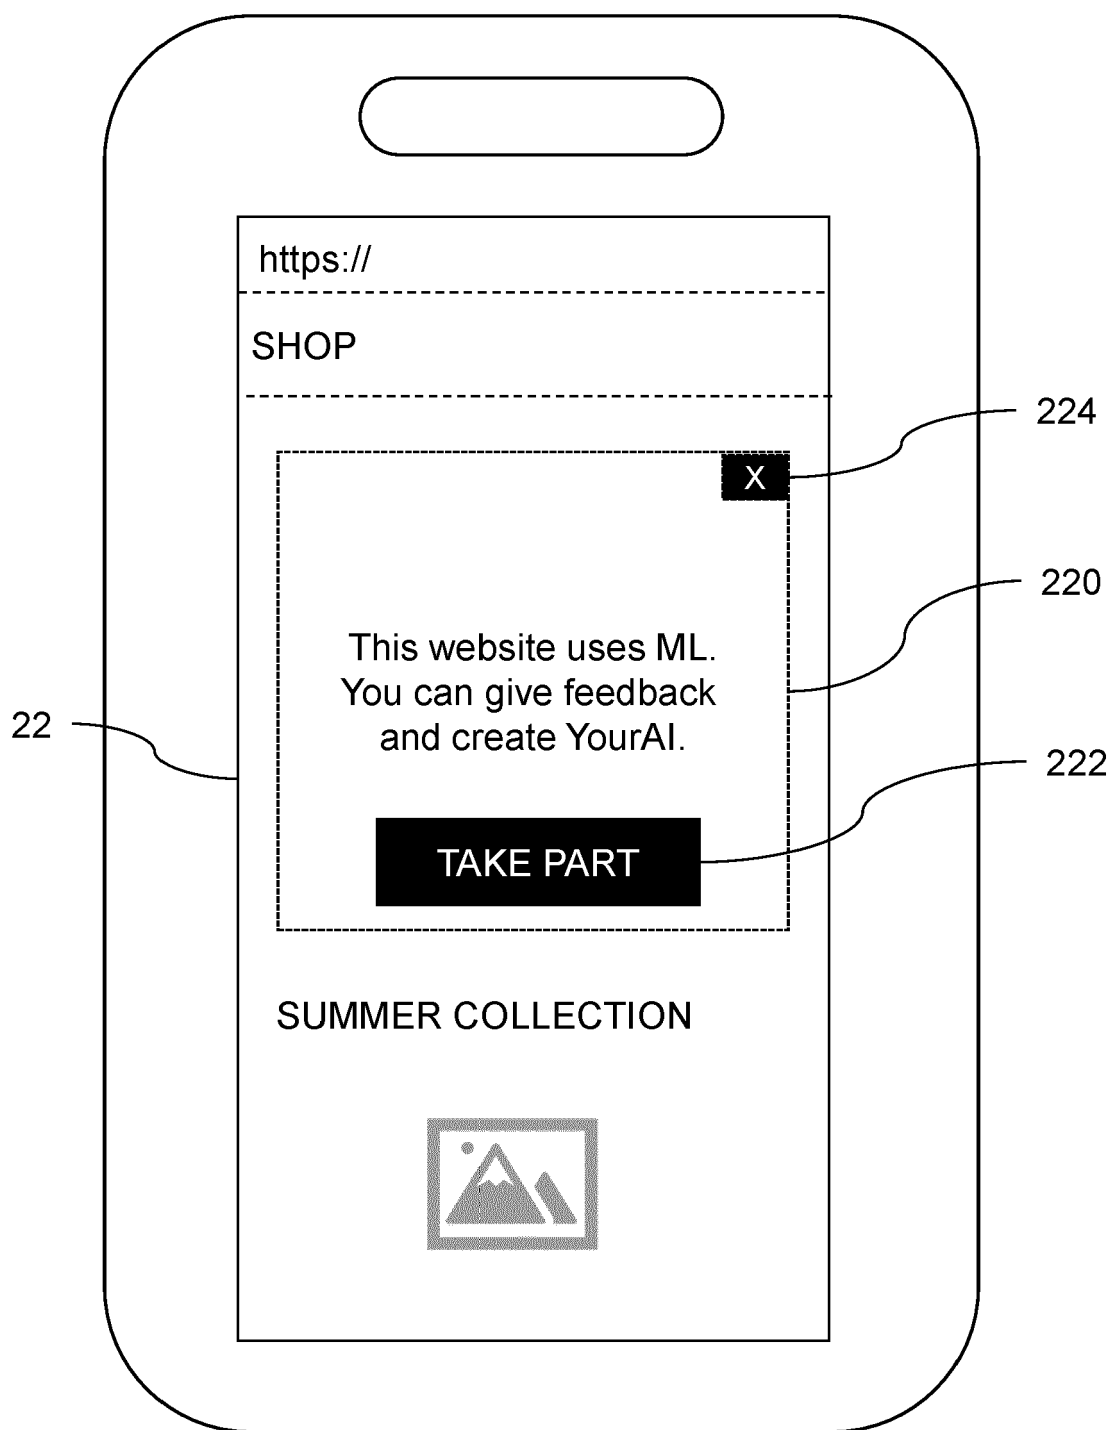 https://
SHOP
224
X
220
This website uses ML.
You can give feedback
and create YourAI.
22
222
TAKE PART
SUMMER COLLECTION